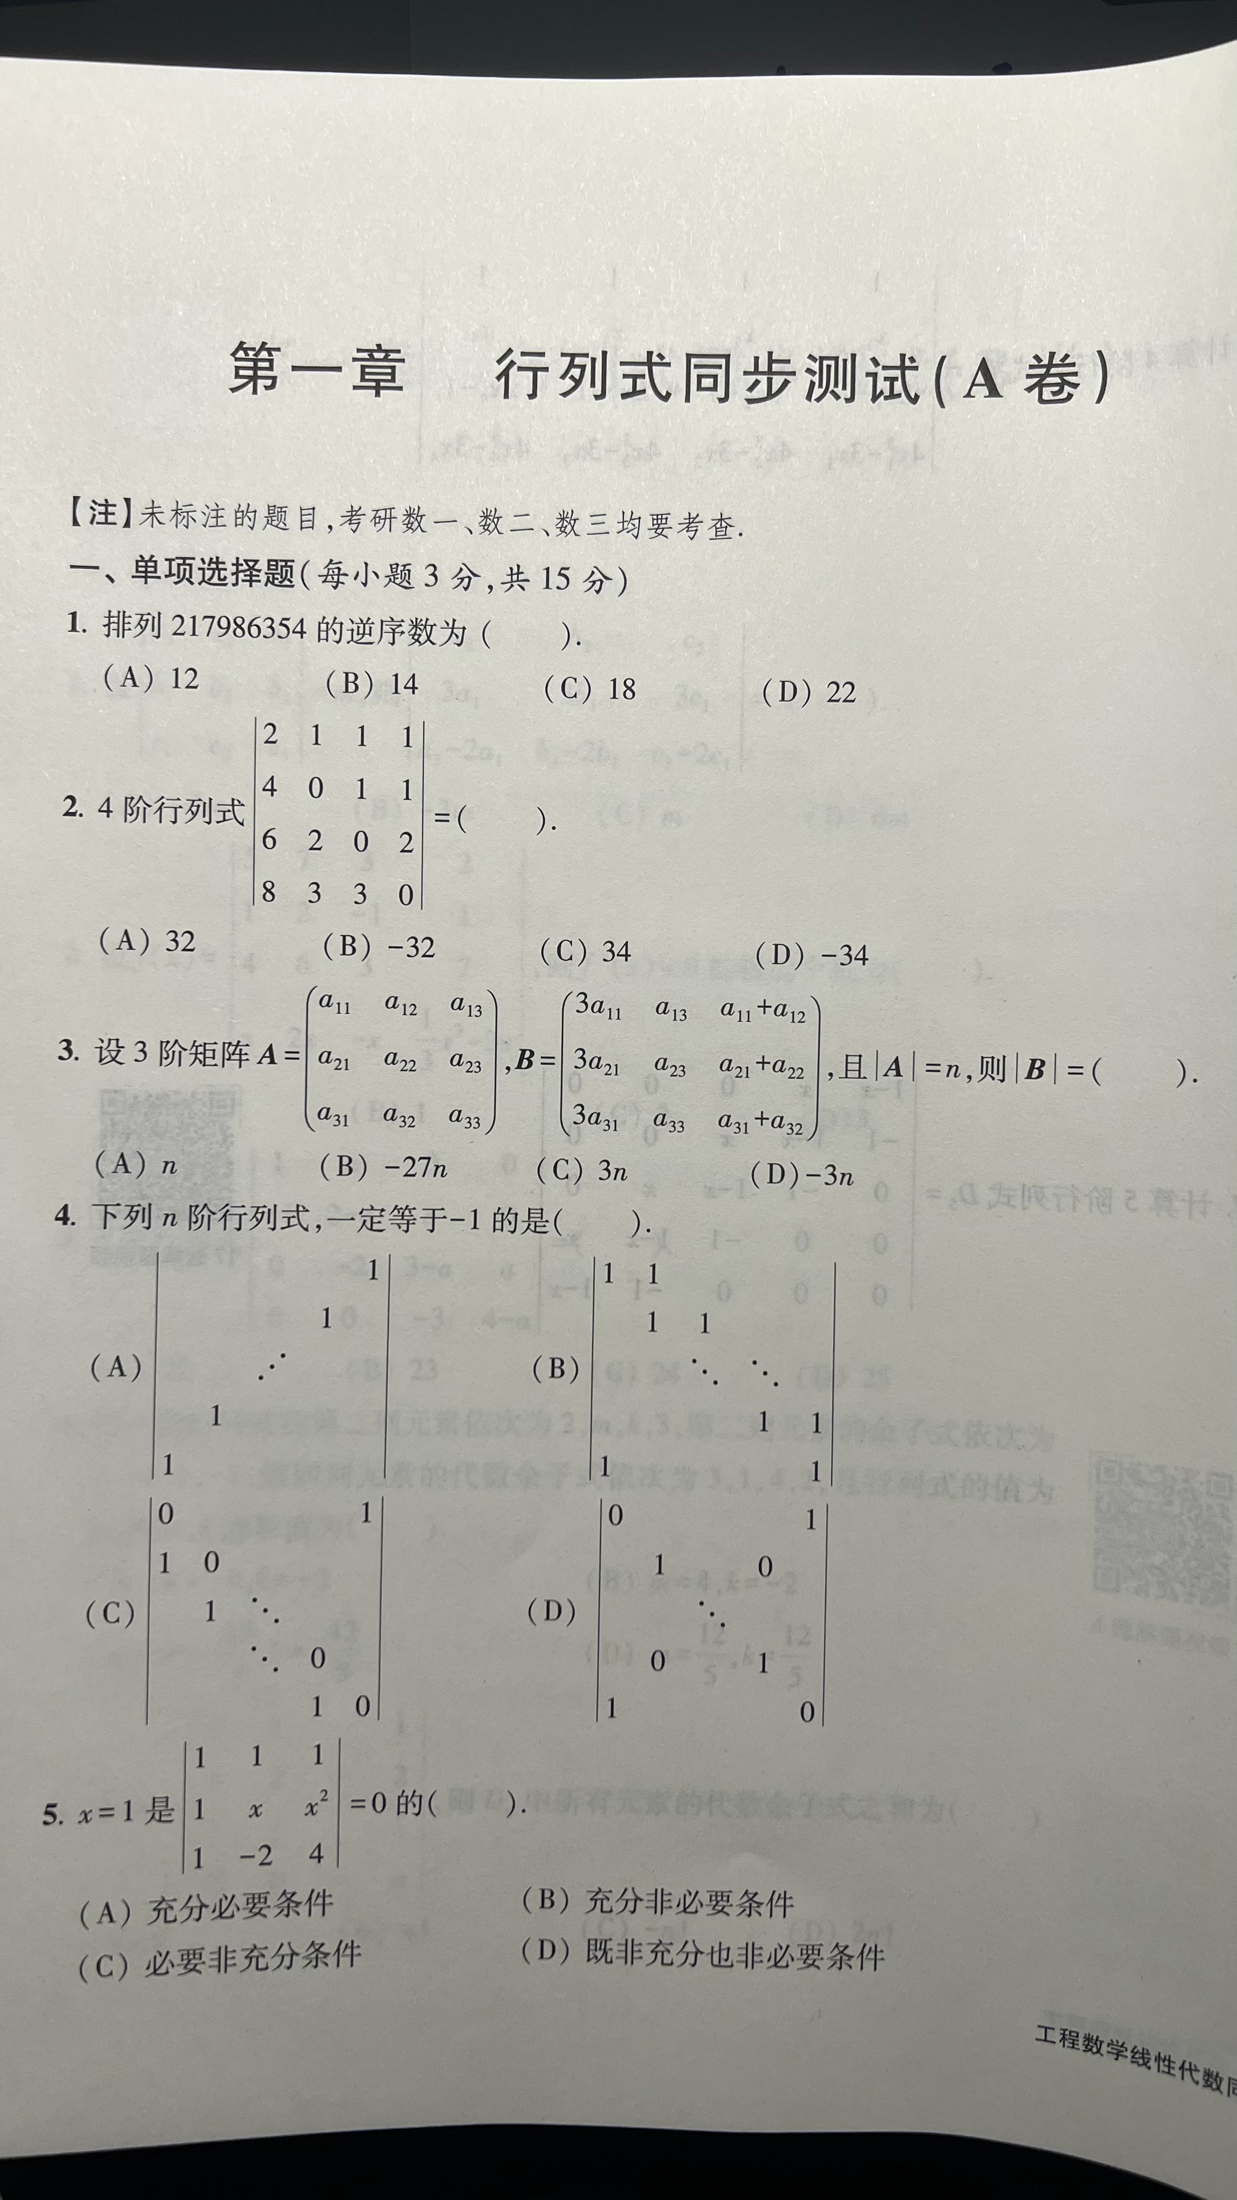 第一章 行列式同步测试(A卷)
【注】未标注的题目,考研数一、数二、数三均要考查.
一、单项选择题(每小题3分,共15分)
1. 排列217986354的逆序数为( ).
(A) 12 (B) 14 (C) 18 (D) 22
2 1 1 1
4 0 1 1
2. 4阶行列式 =( ).
6 2 0 2
8 3 3 0
(A) 32 (B) -32 (C) 34 (D) -34
a11 a12 a13 3a11 a13 a11+a12
3. 设3阶矩阵A= a21 a22 a23 ,B= 3a21 a23 a21+a22 ,且|A|=n,则|B|=( ).
a31 a32 a33 3a31 a33 a31+a32
(A) n (B) -27n (C) 3n (D) -3n
4. 下列n阶行列式,一定等于-1的是( ).
1 1 1
1 1 1
(A) ⋰ (B) ⋱ ⋱
1 1 1
1 1 1
0 1 0 1
1 0 1 0
(C) 1 ⋱ (D) ⋱
⋱ 0 0 1
1 0 1 0
1 1 1
5. x=1是 1 x x² =0的( ).
1 -2 4
(A) 充分必要条件 (B) 充分非必要条件
(C) 必要非充分条件 (D) 既非充分也非必要条件
工程数学线性代数同